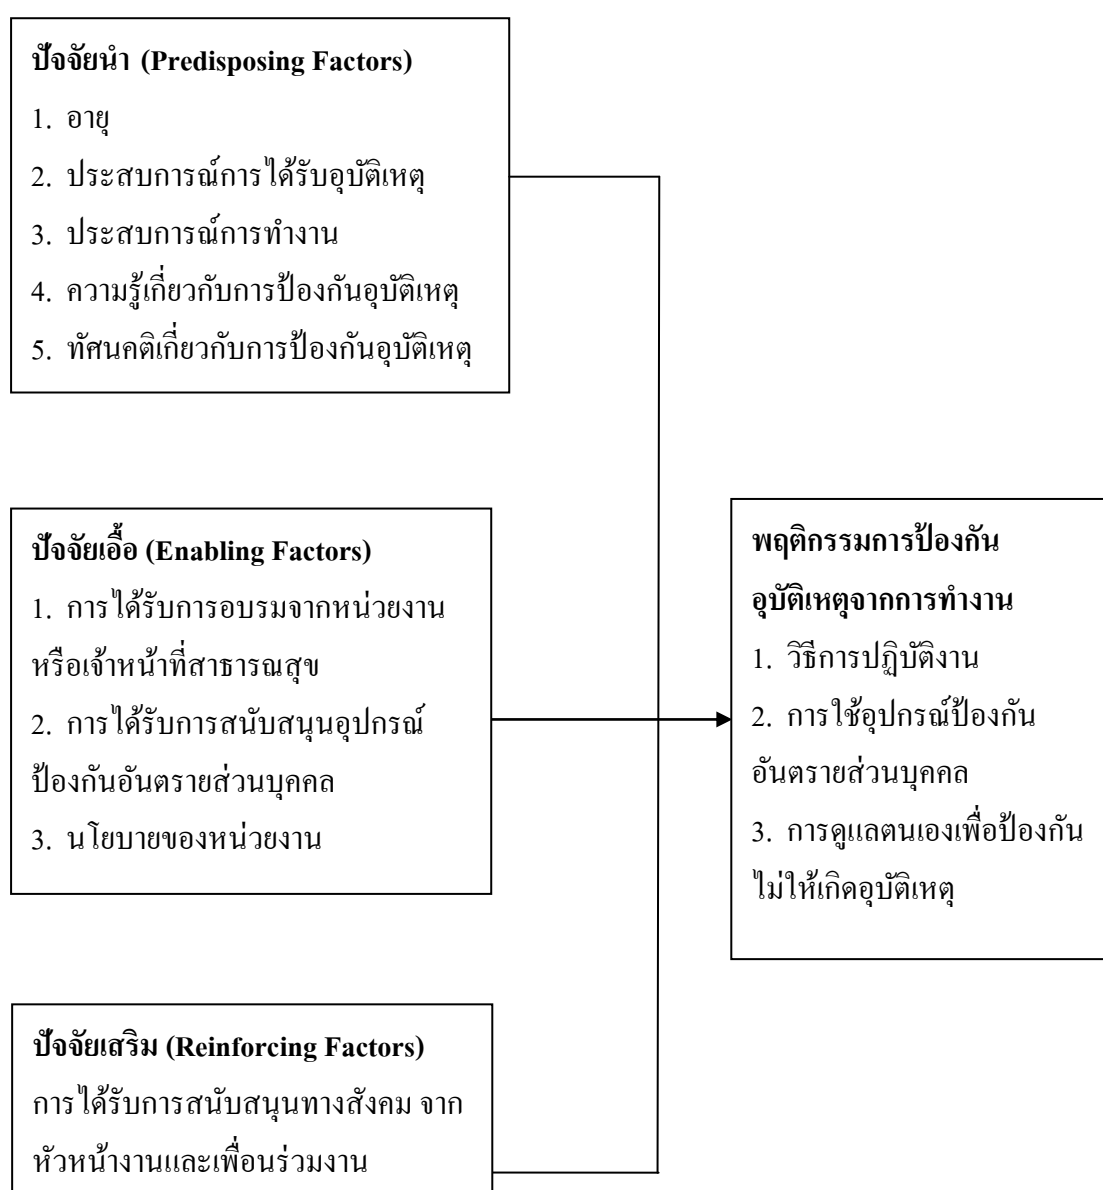 ปัจจัยนำ (Predisposing Factors)
1. อายุ
2. ประสบการณ์การได้รับอุบัติเหตุ
3. ประสบการณ์การทำงาน
4. ความรู้เกี่ยวกับการป้องกันอุบัติเหตุ
5. ทัศนคติเกี่ยวกับการป้องกันอุบัติเหตุ
ปัจจัยเอื้อ (Enabling Factors)
1. การได้รับการอบรมจากหน่วยงาน
หรือเจ้าหน้าที่สาธารณสุข
2. การได้รับการสนับสนุนอุปกรณ์
ป้องกันอันตรายส่วนบุคคล
3. นโยบายของหน่วยงาน
ปัจจัยเสริม (Reinforcing Factors)
การได้รับการสนับสนุนทางสังคม จาก
หัวหน้างานและเพื่อนร่วมงาน
พฤติกรรมการป้องกัน
อุบัติเหตุจากการทำงาน
1. วิธีการปฏิบัติงาน
2. การใช้อุปกรณ์ป้องกัน
อันตรายส่วนบุคคล
3. การดูแลตนเองเพื่อป้องกัน
ไม่ให้เกิดอุบัติเหตุ